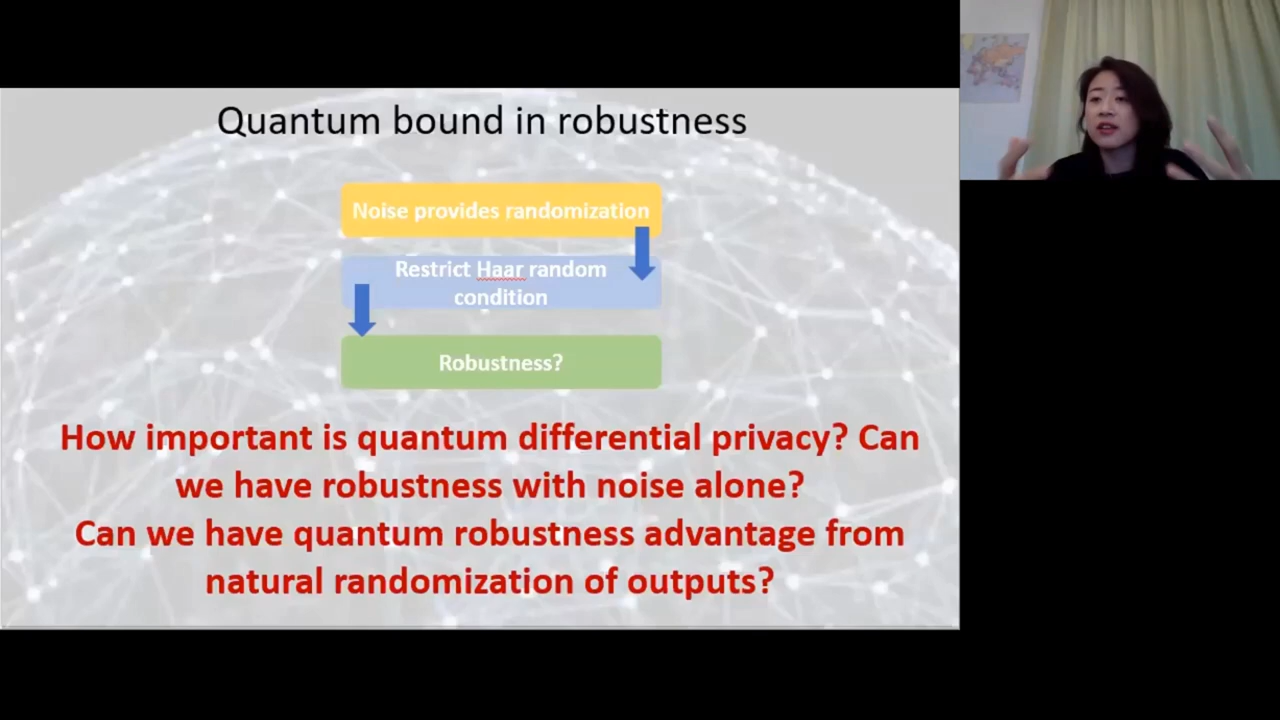 Quantum bound in robustness
Noise provides randomization
Restrict Haar random
condition
Robustness?
How important is quantum differential privacy? Can
we have robustness with noise alone?
Can we have quantum robustness advantage from
natural randomization of outputs?